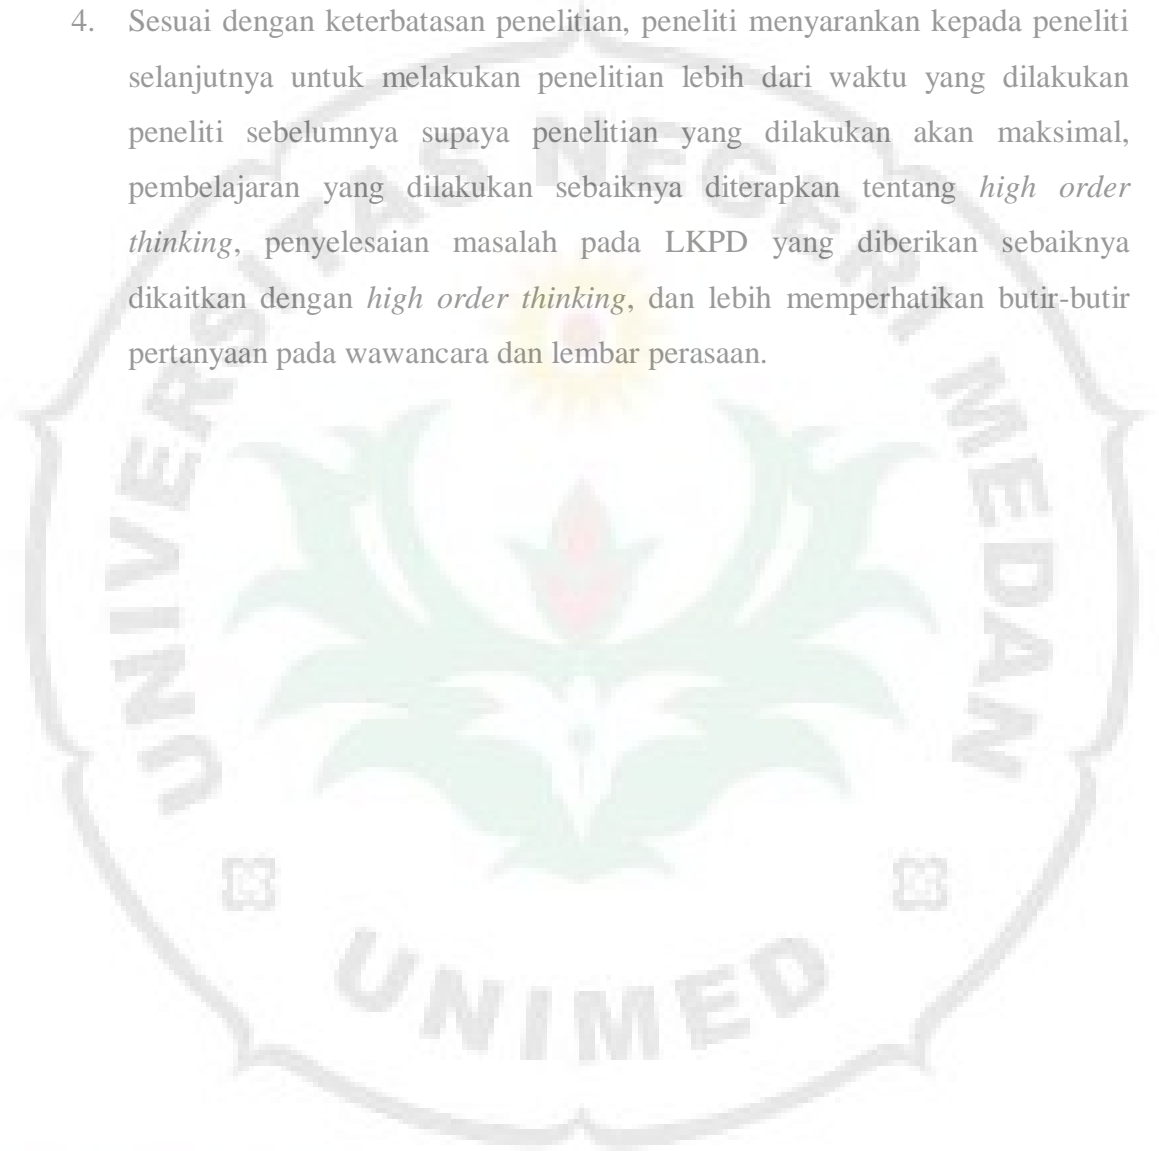 4. Sesuai dengan keterbatasan penelitian, peneliti menyarankan kepada peneliti
selanjutnya untuk melakukan penelitian lebih dari waktu yang dilakukan
peneliti sebelumnya supaya penelitian yang dilakukan akan maksimal,
pembelajaran yang dilakukan sebaiknya diterapkan tentang high order
thinking, penyelesaian masalah pada LKPD yang diberikan sebaiknya
dikaitkan dengan high order thinking, dan lebih memperhatikan butir-butir
pertanyaan pada wawancara dan lembar perasaan.
UNIVERSITAS NEGERI MEDAN
UNIMED